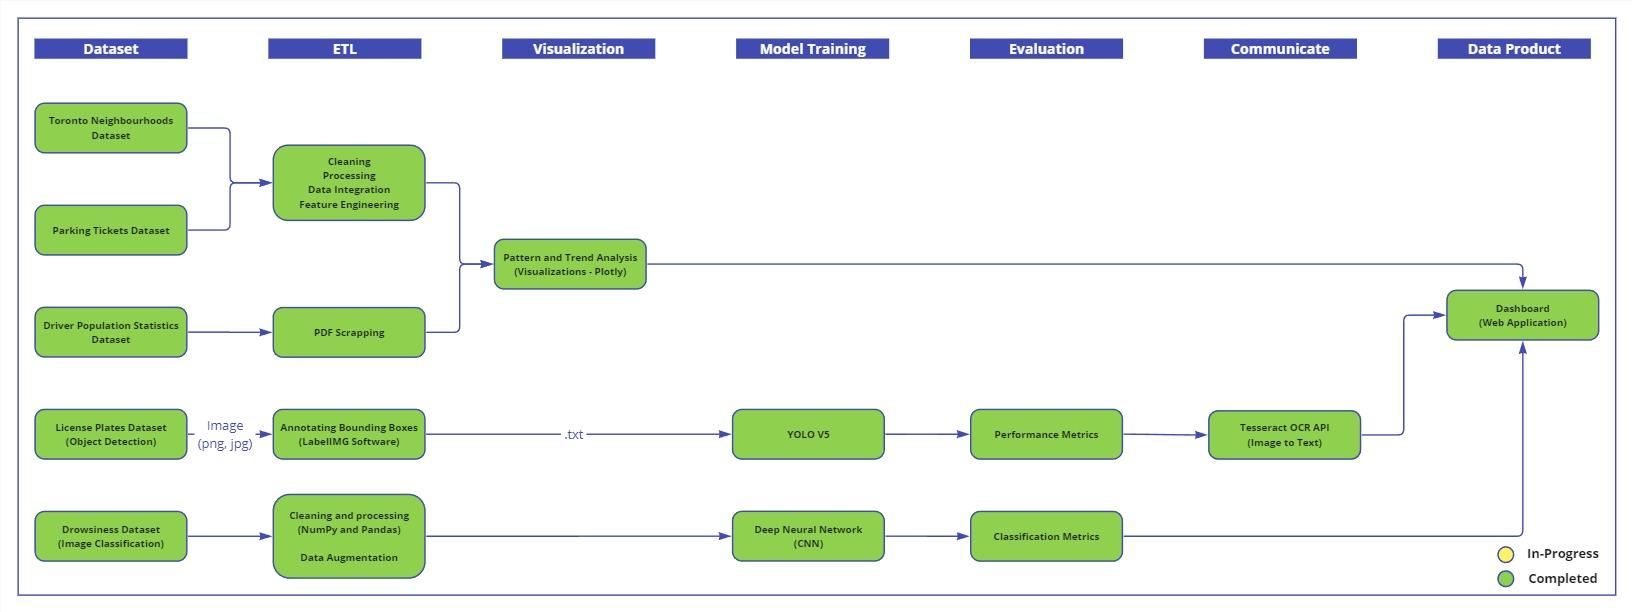 Dataset
ETL
Visualization
Model Training
Evaluation
Communicate
Data Product
Toronto Neighbourhoods
Dataset
Parking Tickets Dataset
Cleaning
Processing
Data Integration
Feature Engineering
Driver Population Statistics
Dataset
PDF Scrapping
Pattern and Trend Analysis
(Visualizations - Plotly)
Dashboard
(Web Application)
License Plates Dataset
(Object Detection)
Image
(png, jpg)
Annotating Bounding Boxes
(LabelIMG Software)
.txt
YOLO V5
Performance Metrics
Tesseract OCR API
(Image to Text)
Drowsiness Dataset
(Image Classification)
Cleaning and processing
(NumPy and Pandas)
Data Augmentation
Deep Neural Network
(CNN)
Classification Metrics
In-Progress
Completed